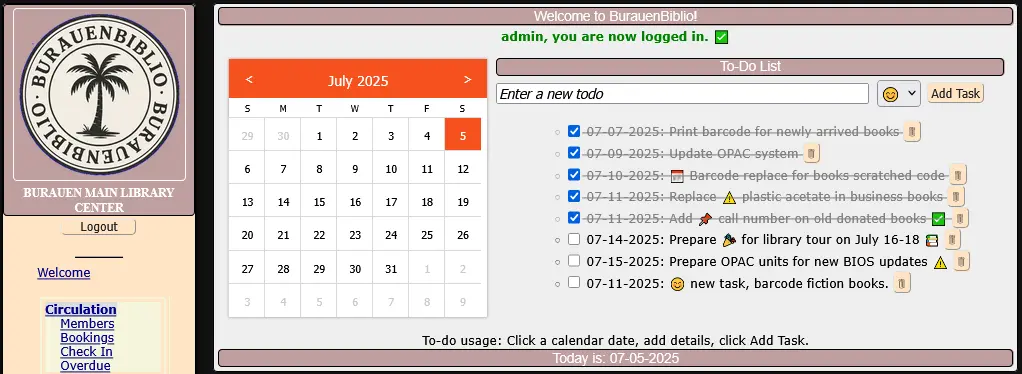 BURAUENBIBLIO · BURAUENBIBLIO ·
BURAUEN MAIN LIBRARY
CENTER
Logout
Welcome
Circulation
Members
Bookings
Check In
Overdue
Welcome to BurauenBiblio!
admin, you are now logged in. ✅
< July 2025 >
S M T W T F S
29 30 1 2 3 4 5
6 7 8 9 10 11 12
13 14 15 16 17 18 19
20 21 22 23 24 25 26
27 28 29 30 31 1 2
3 4 5 6 7 8 9
To-Do List
Enter a new todo 😊 Add Task
07-07-2025: Print barcode for newly arrived books
07-09-2025: Update OPAC system
07-10-2025: 📅 Barcode replace for books scratched code
07-11-2025: Replace ⚠️ plastic acetate in business books
07-11-2025: Add 📌 call number on old donated books ✅
07-14-2025: Prepare 🎉 for library tour on July 16-18 📚
07-15-2025: Prepare OPAC units for new BIOS updates ⚠️
07-11-2025: 😊 new task, barcode fiction books.
To-do usage: Click a calendar date, add details, click Add Task.
Today is: 07-05-2025